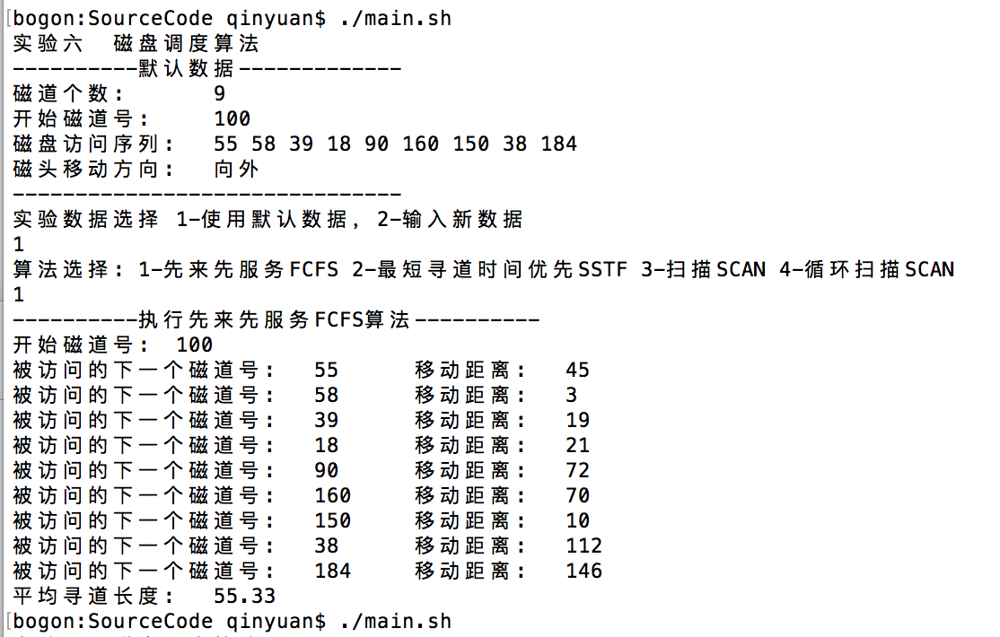 [bogon:SourceCode qinyuan$ ./main.sh
实验六 磁盘调度算法
----------默认数据-------------
磁道个数: 9
开始磁道号: 100
磁盘访问序列: 55 58 39 18 90 160 150 38 184
磁头移动方向: 向外
-------------------------------
实验数据选择 1-使用默认数据, 2-输入新数据
1
算法选择: 1-先来先服务FCFS 2-最短寻道时间优先SSTF 3-扫描SCAN 4-循环扫描SCAN
1
----------执行先来先服务FCFS算法----------
开始磁道号: 100
被访问的下一个磁道号: 55 移动距离: 45
被访问的下一个磁道号: 58 移动距离: 3
被访问的下一个磁道号: 39 移动距离: 19
被访问的下一个磁道号: 18 移动距离: 21
被访问的下一个磁道号: 90 移动距离: 72
被访问的下一个磁道号: 160 移动距离: 70
被访问的下一个磁道号: 150 移动距离: 10
被访问的下一个磁道号: 38 移动距离: 112
被访问的下一个磁道号: 184 移动距离: 146
平均寻道长度: 55.33
[bogon:SourceCode qinyuan$ ./main.sh